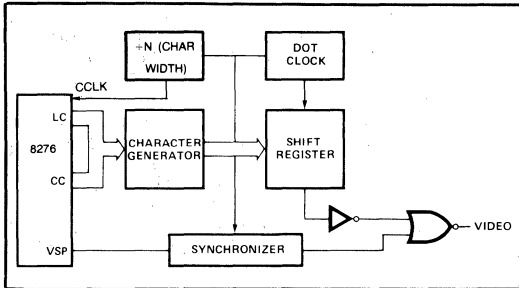 ÷N (CHAR
WIDTH)
DOT
CLOCK
CCLK
LC
8276
CC
VSP
CHARACTER
GENERATOR
SHIFT
REGISTER
SYNCHRONIZER
VIDEO